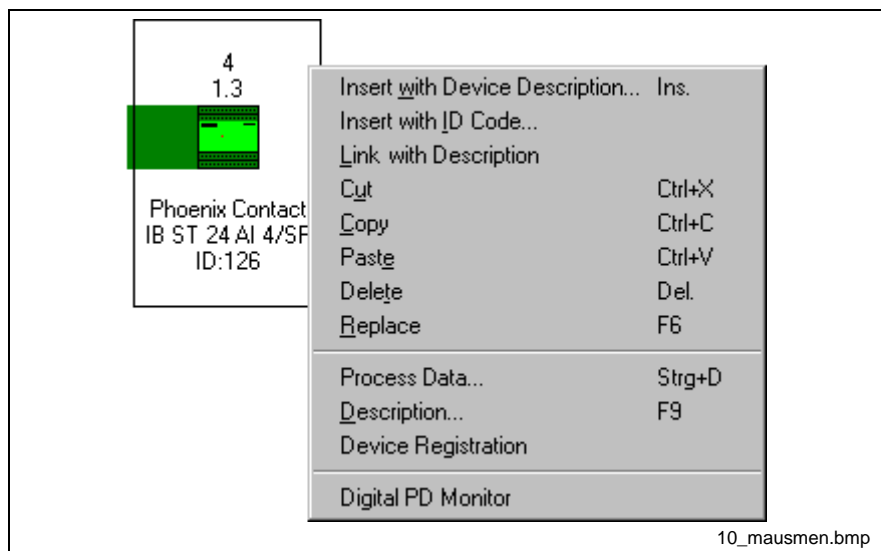 4
1.3
Phoenix Contact
IB ST 24 AI 4/SF
ID:126
Insert with Device Description... Ins.
Insert with ID Code...
Link with Description
Cut Ctrl+X
Copy Ctrl+C
Paste Ctrl+V
Delete Del.
Replace F6
Process Data... Strg+D
Description... F9
Device Registration
Digital PD Monitor
10_mausmen.bmp